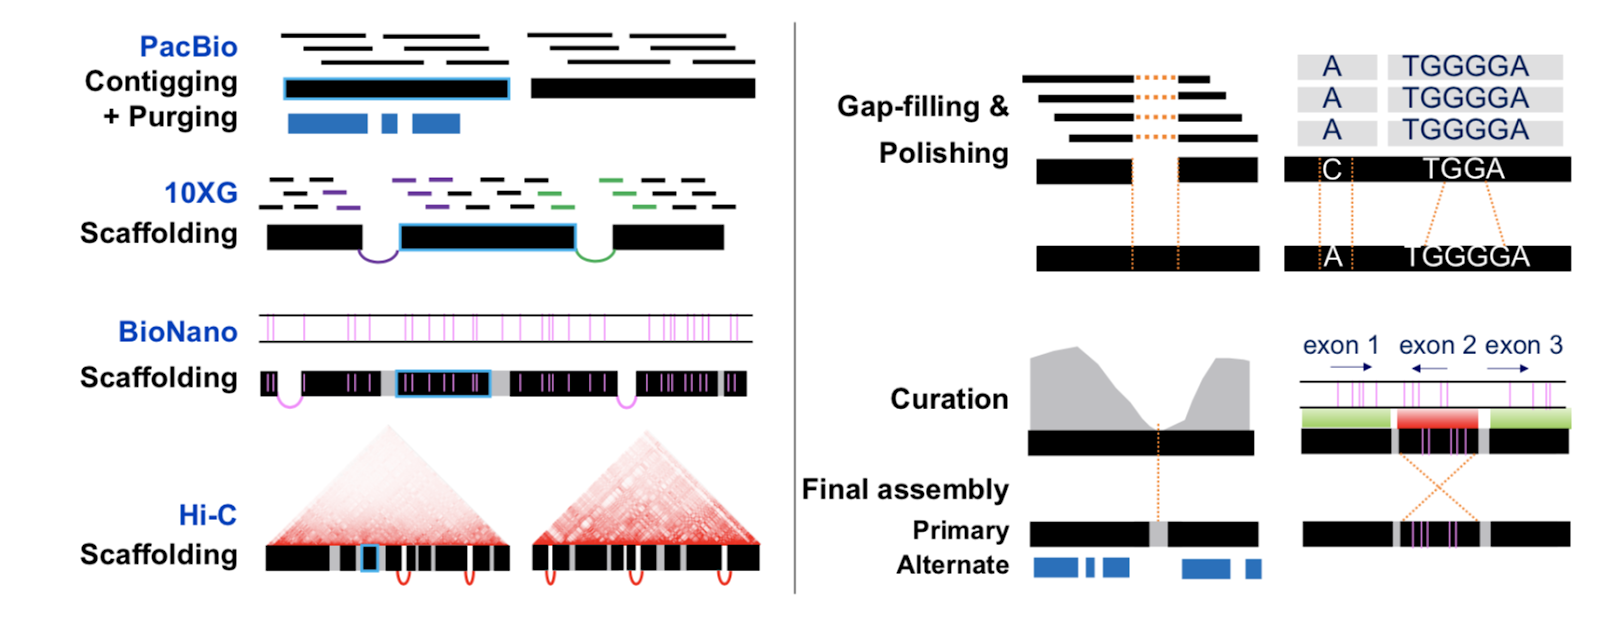 PacBio
Contigging
+ Purging
10XG
Scaffolding
BioNano
Scaffolding
Hi-C
Scaffolding
Gap-filling &
Polishing
A TGGGGA
A TGGGGA
A TGGGGA
C TGGA
A TGGGGA
Curation
exon 1 exon 2 exon 3
Final assembly
Primary
Alternate